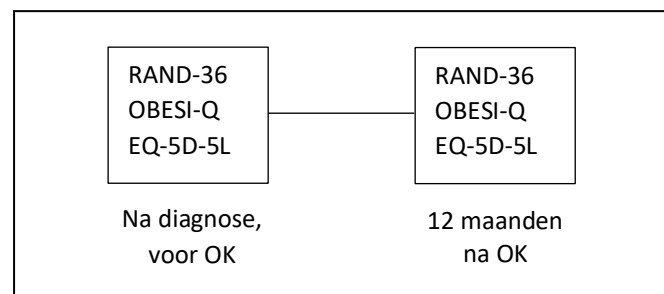 RAND-36
OBESI-Q
EQ-5D-5L
Na diagnose,
voor OK
RAND-36
OBESI-Q
EQ-5D-5L
12 maanden
na OK